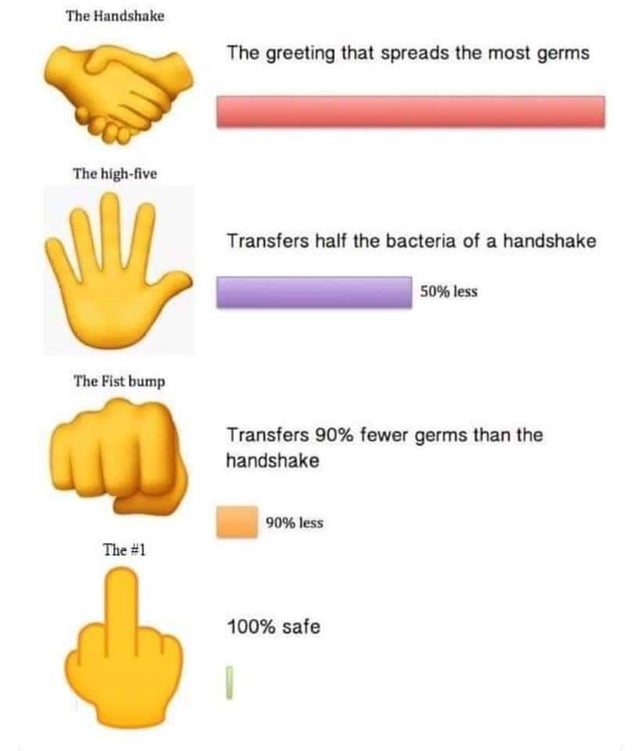 The Handshake
The greeting that spreads the most germs
The high-five
Transfers half the bacteria of a handshake
50% less
The Fist bump
Transfers 90% fewer germs than the
handshake
90% less
The #1
100% safe